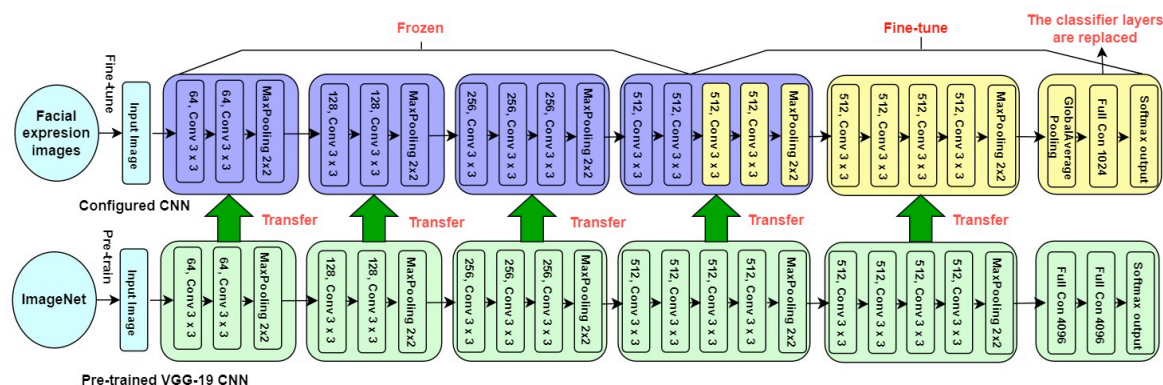 Frozen
Fine-tune
The classifier layers
are replaced
Facial
expresion
images
Fine-tune
Input Image
64, Conv 3 x 3
64, Conv 3 x 3
MaxPooling 2x2
128, Conv 3 x 3
128, Conv 3 x 3
MaxPooling 2x2
256, Conv 3 x 3
256, Conv 3 x 3
256, Conv 3 x 3
MaxPooling 2x2
512, Conv 3 x 3
512, Conv 3 x 3
512, Conv 3 x 3
512, Conv 3 x 3
MaxPooling 2x2
512, Conv 3 x 3
512, Conv 3 x 3
512, Conv 3 x 3
512, Conv 3 x 3
MaxPooling 2x2
GlobalAverage
Pooling
Full Con 1024
Softmaxx output
Configured CNN
Transfer
Transfer
Transfer
Transfer
Transfer
ImageNet
Pre-train
Input Image
64, Conv 3 x 3
64, Conv 3 x 3
MaxPooling 2x2
128, Conv 3 x 3
128, Conv 3 x 3
MaxPooling 2x2
256, Conv 3 x 3
256, Conv 3 x 3
256, Conv 3 x 3
MaxPooling 2x2
512, Conv 3 x 3
512, Conv 3 x 3
512, Conv 3 x 3
512, Conv 3 x 3
MaxPooling 2x2
512, Conv 3 x 3
512, Conv 3 x 3
512, Conv 3 x 3
512, Conv 3 x 3
MaxPooling 2x2
Full Con 4096
Full Con 4096
Softmax output
Pre-trained VGG-19 CNN